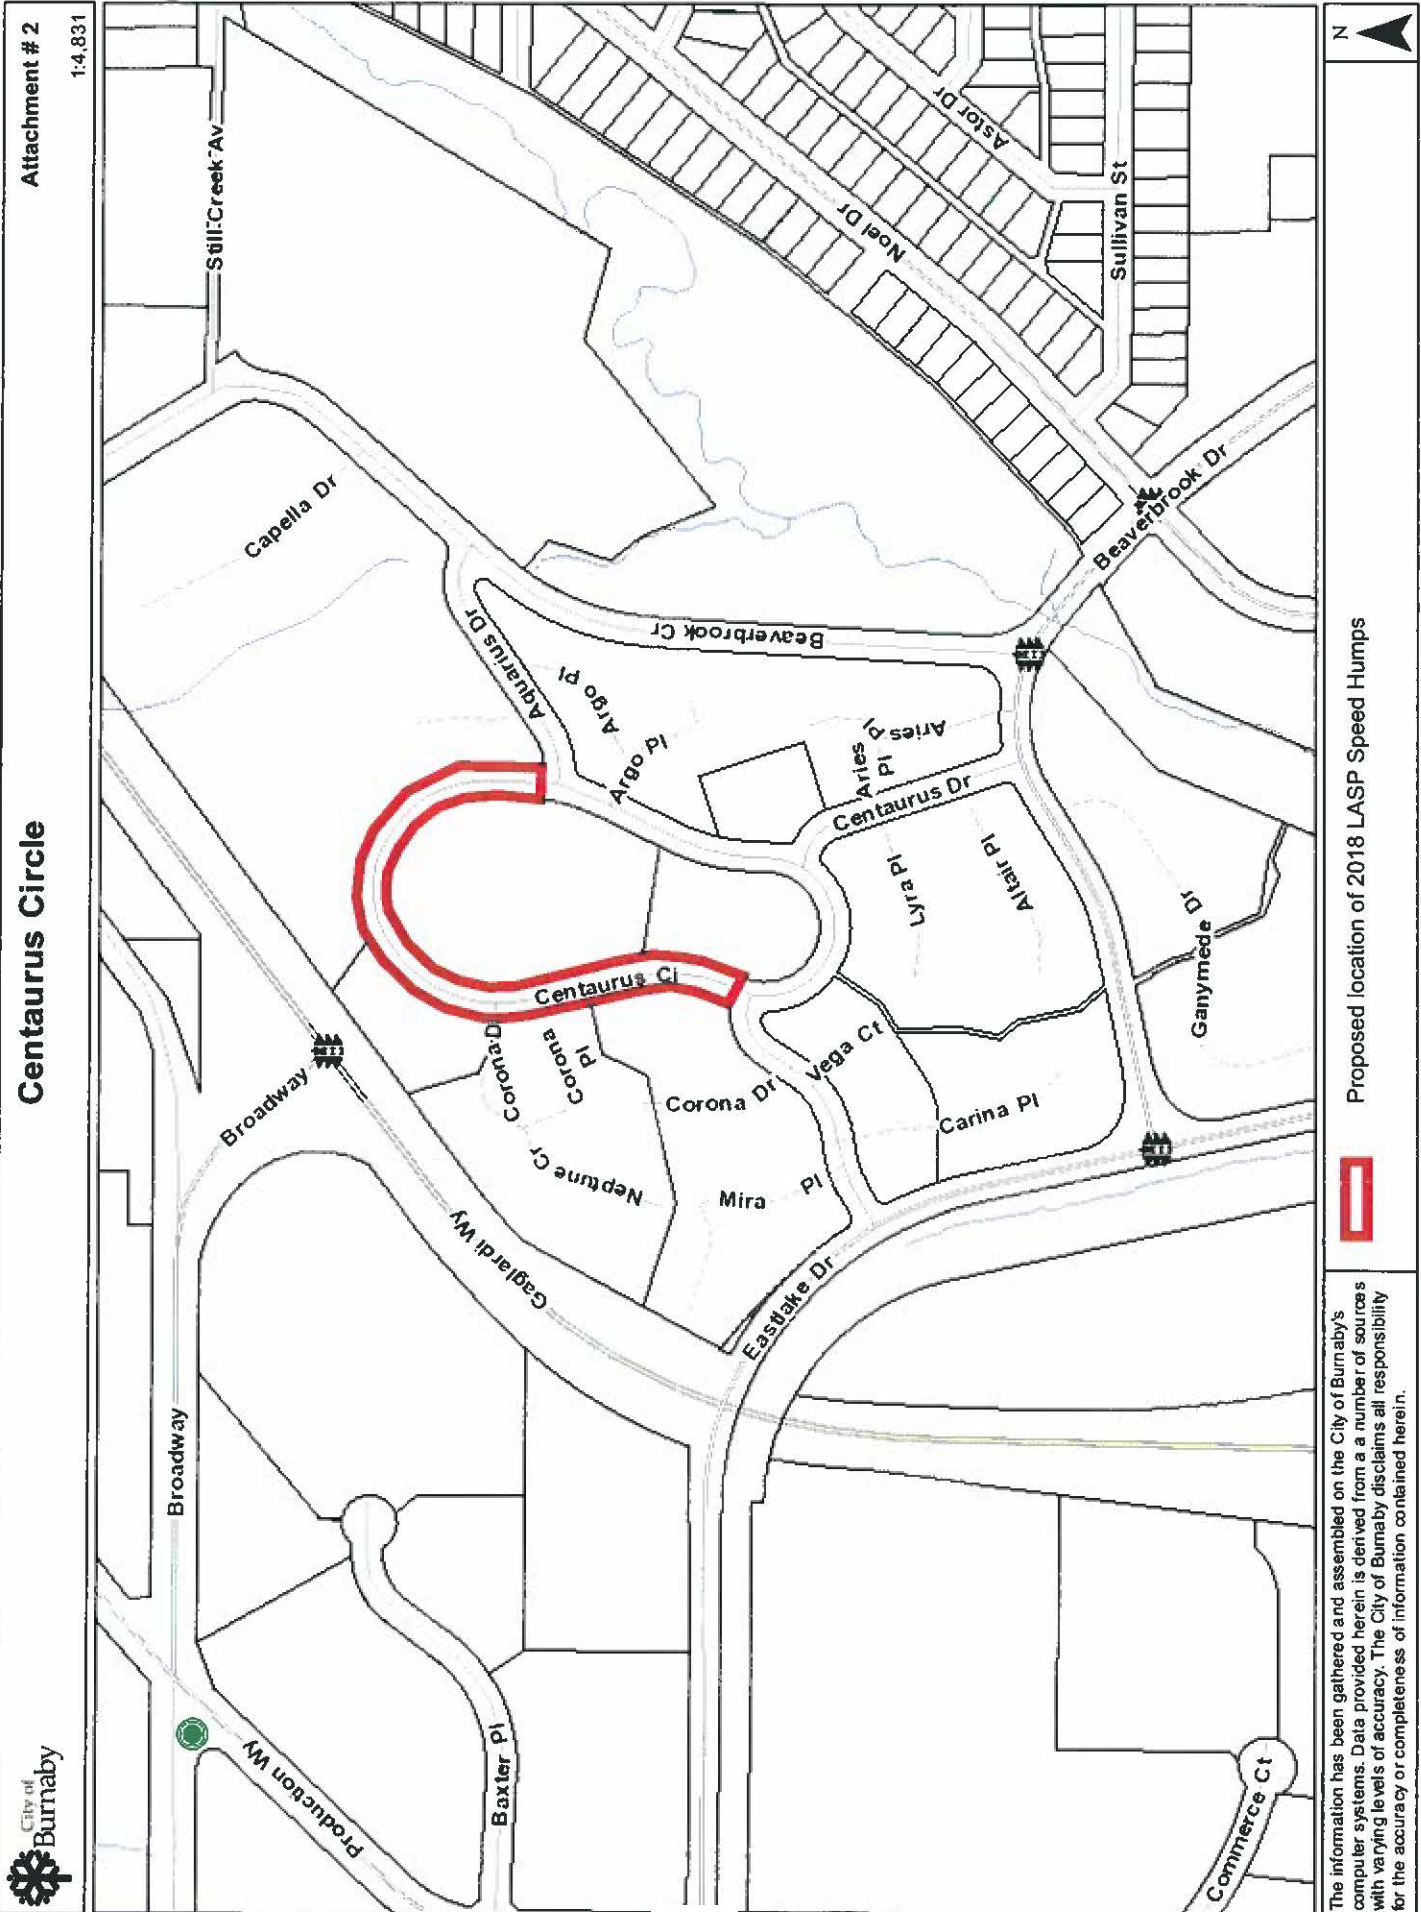 City of
Burnaby
Centaurus Circle
Attachment # 2
1:4,831
Still Creek Av
Capella Dr
Astor Dr
Noel Dr
Sullivan St
Beaverbrook Dr
Beaverbrook Cr
Aquarius Dr
Argo Pl
Argo Pl
Aries Pl
Aries
Pl
Centaurus Dr
Centaurus Ci
Lyra Pl
Altair Pl
Ganymede Dr
Broadway
Broadway
Corona D
Corona
Corona
Pl
Corona Dr
Vega Ct
Carina Pl
Neptune Cr
Mira Pl
Gaglardi Wy
Eastlake Dr
Production Wy
Baxter Pl
Commerce Ct
The information has been gathered and assembled on the City of Burnaby's
computer systems. Data provided herein is derived from a a number of sources
with varying levels of accuracy. The City of Burnaby disclaims all responsibility
for the accuracy or completeness of information contained herein.
Proposed location of 2018 LASP Speed Humps
N